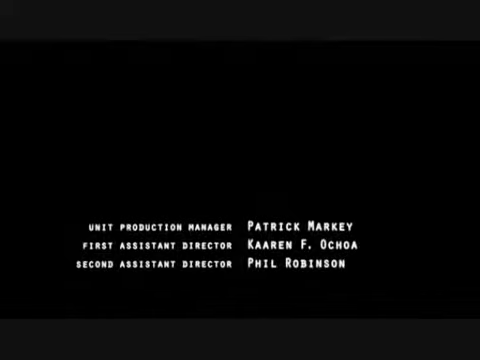 UNIT PRODUCTION MANAGER PATRICK MARKEY
FIRST ASSISTANT DIRECTOR KAAREN F. OCHOA
SECOND ASSISTANT DIRECTOR PHIL ROBINSON